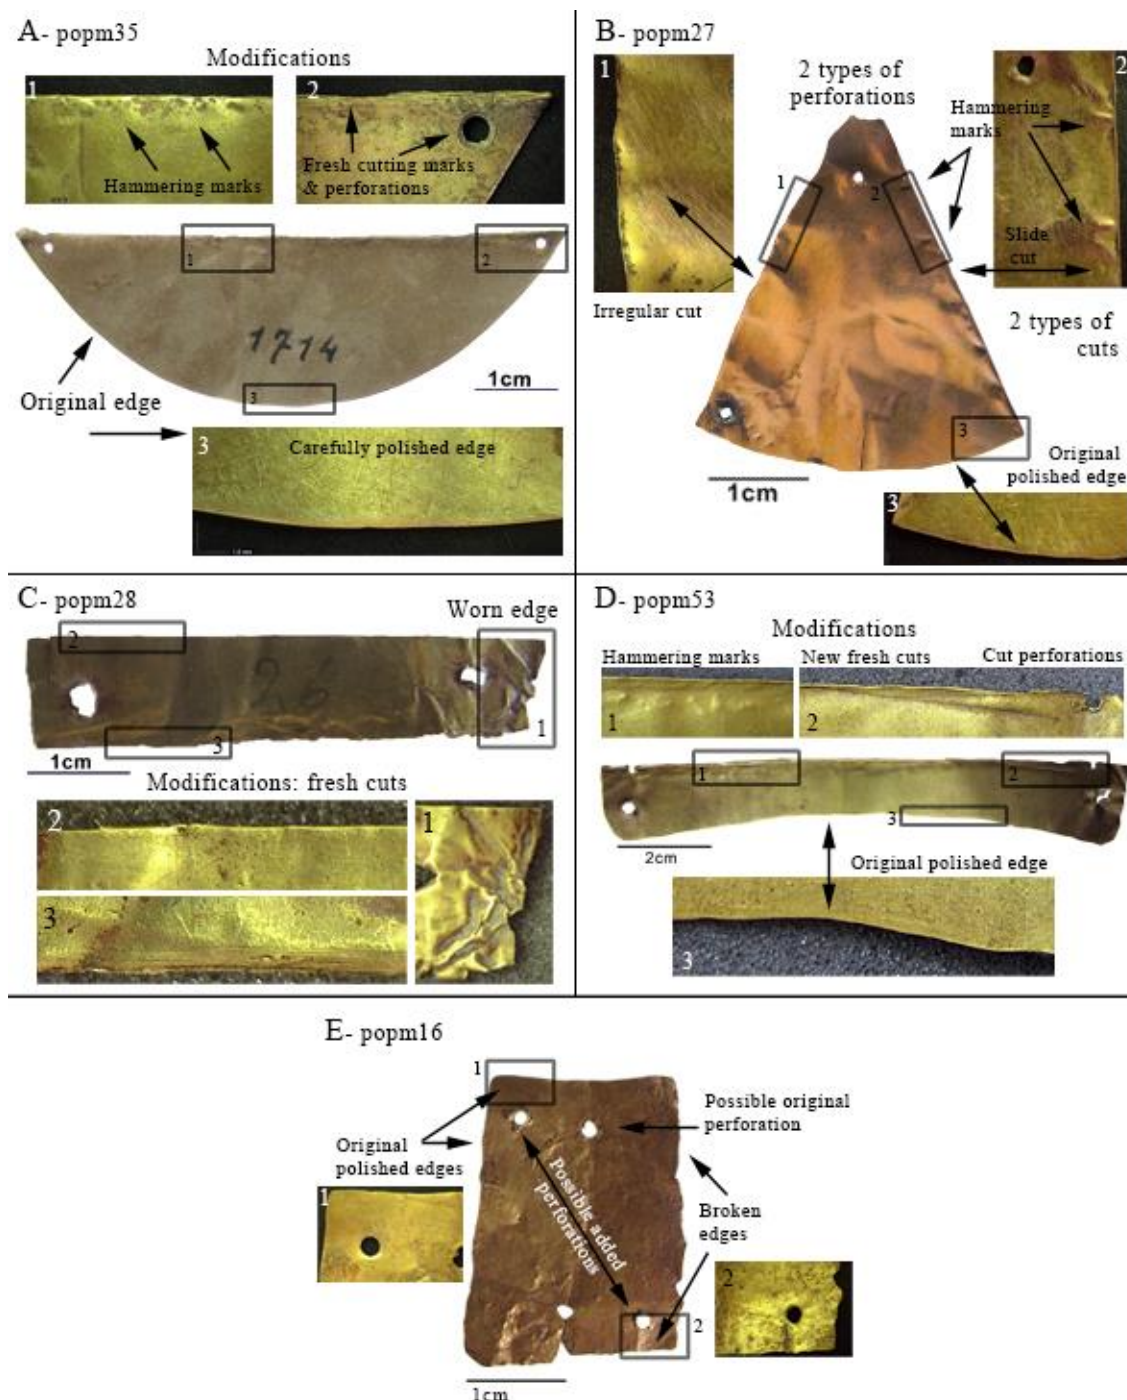 A- popm35
Modifications
1
Hammering marks
2
Fresh cutting marks
& perforations
1
2
1714
3
1cm
Original edge
3
Carefully polished edge
B- popm27
1
2 types of
perforations
2
Hammering
marks
1
2
Slide
cut
Irregular cut
2 types of
cuts
3
1cm
Original
polished edge
3
C- popm28
Worn edge
2
26
1
3
1cm
Modifications: fresh cuts
2
1
3
D- popm53
Modifications
Hammering marks
New fresh cuts
Cut perforations
1
2
1
2
3
2cm
Original polished edge
3
E- popm16
1
Possible original
perforation
Original
polished edges
1
Possible added
perforations
Broken
edges
2
2
1cm